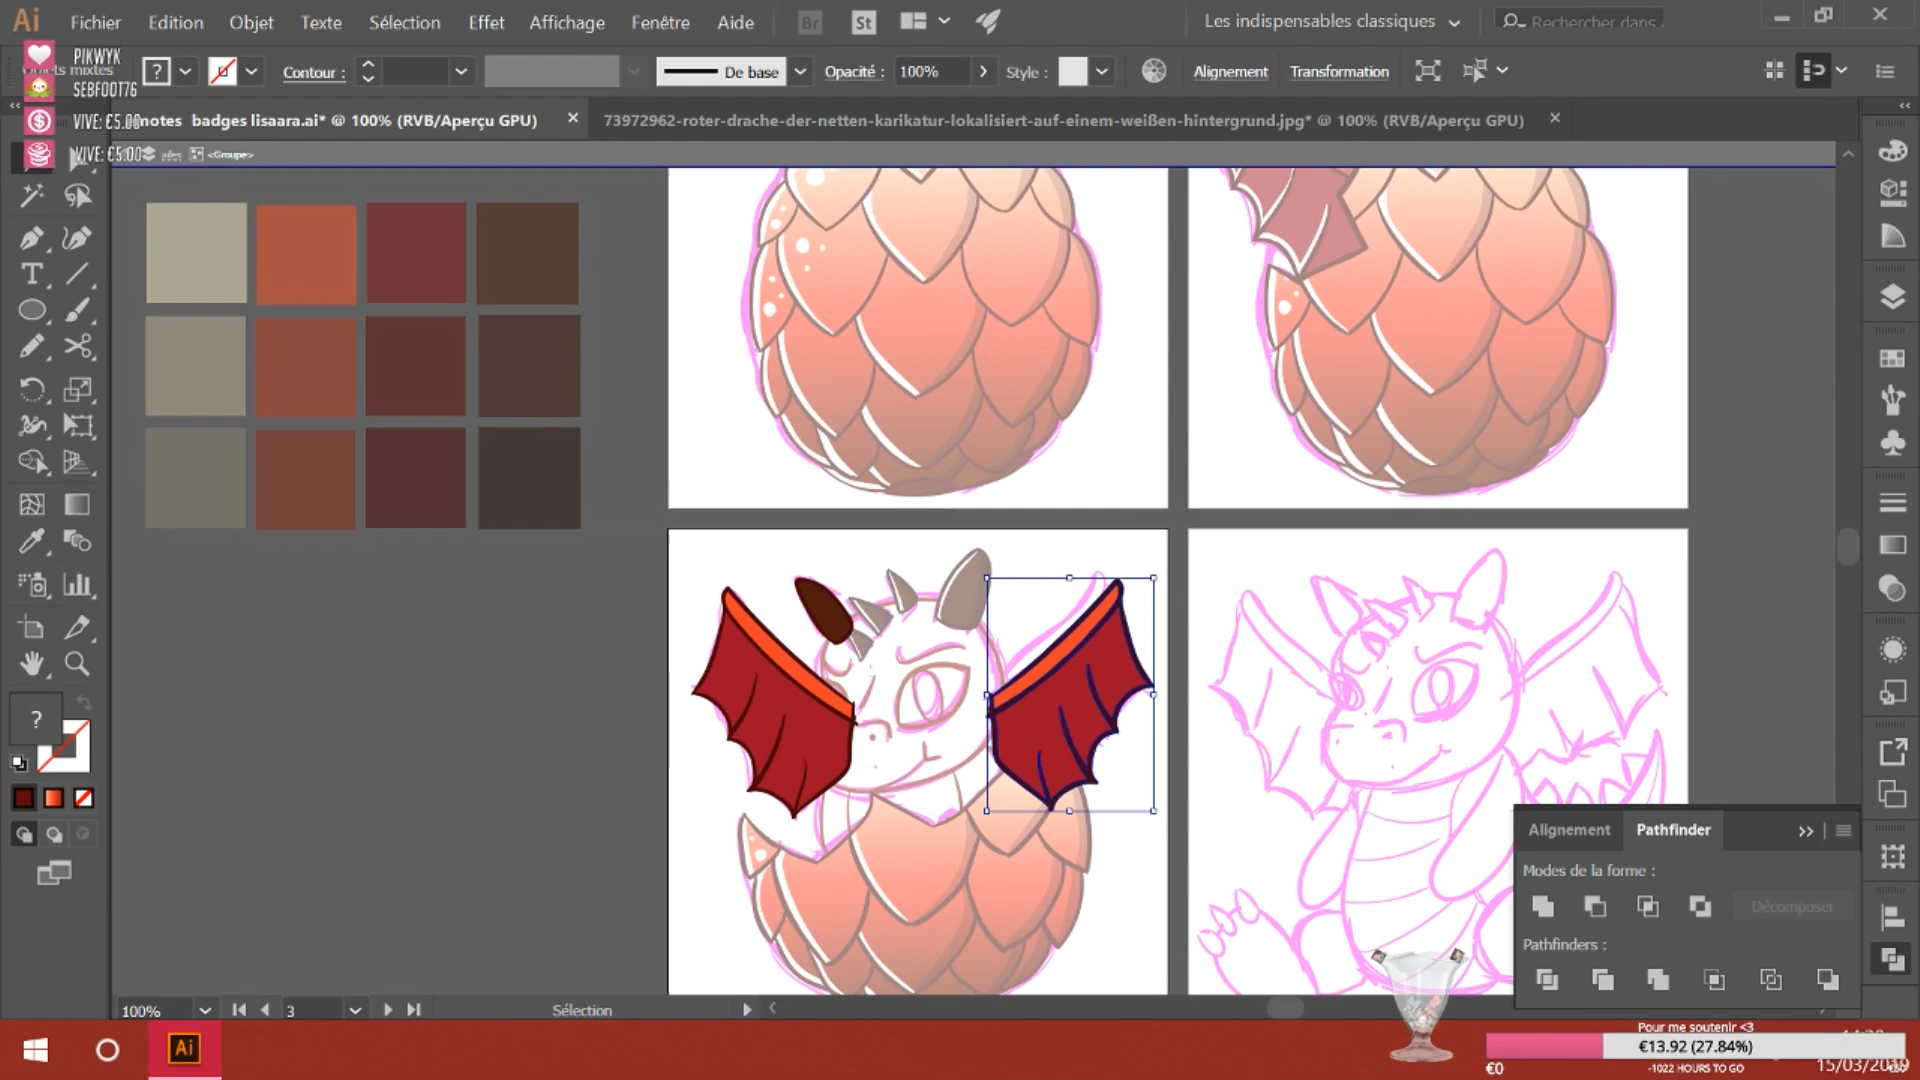 Ai Fichier Edition Objet Texte Sélection Effet Affichage Fenêtre Aide Br St Les indispensables classiques Rechercher dans
PIKWYK
SEBFOOT76
VIVE: €5.00
VIVE: €5.00
? Contour : De base Opacité : 100% Style : Alignement Transformation
motes badges lisaara.ai* @ 100% (RVB/Aperçu GPU) 73972962-roter-drache-der-netten-karikatur-lokalisiert-auf-einem-weißen-hintergrund.jpg* @ 100% (RVB/Aperçu GPU)
<Groupe>
?
Alignement Pathfinder
Modes de la forme :
Décomposer
Pathfinders :
100% 3 Sélection
Ai
Pour me soutenir <3
€13.92 (27.84%)
€0 -1022 HOURS TO GO
15/03/2019